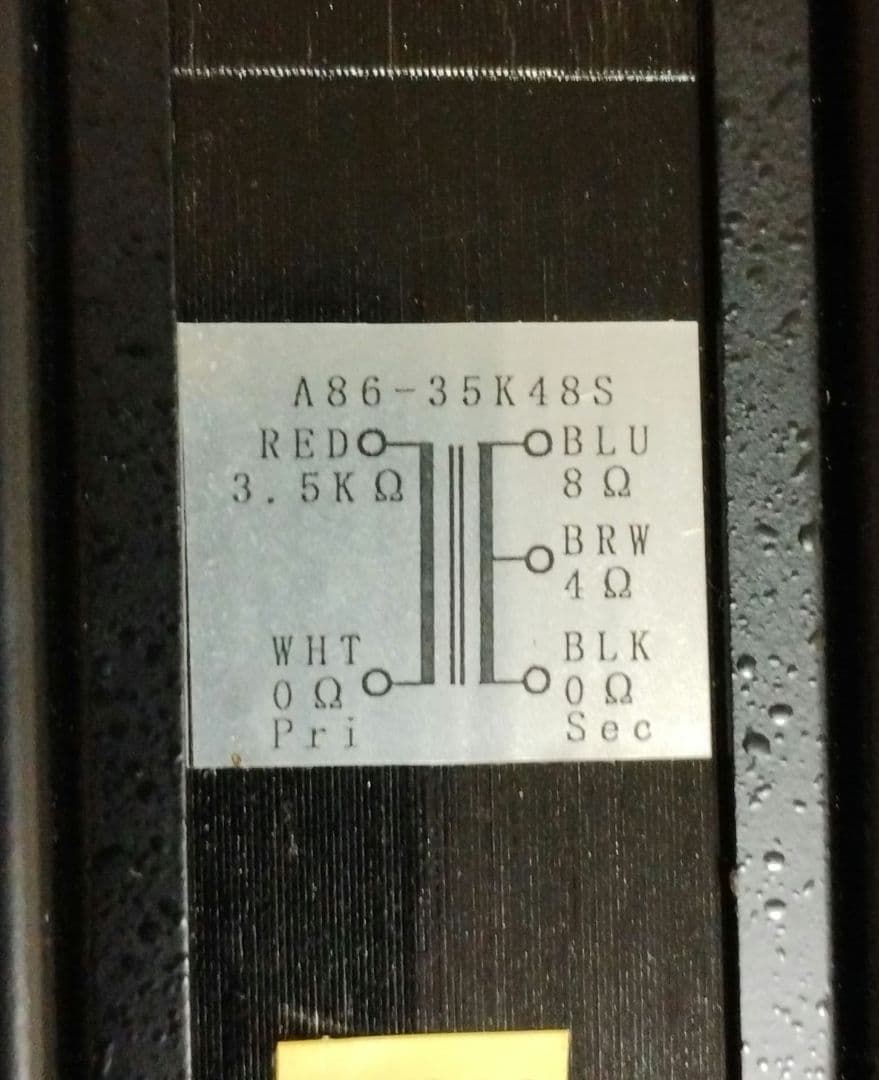 A86-35K48S
RED BLU
3.5KΩ 8Ω
BRW
4Ω
WHT BLK
0Ω 0Ω
Pri Sec